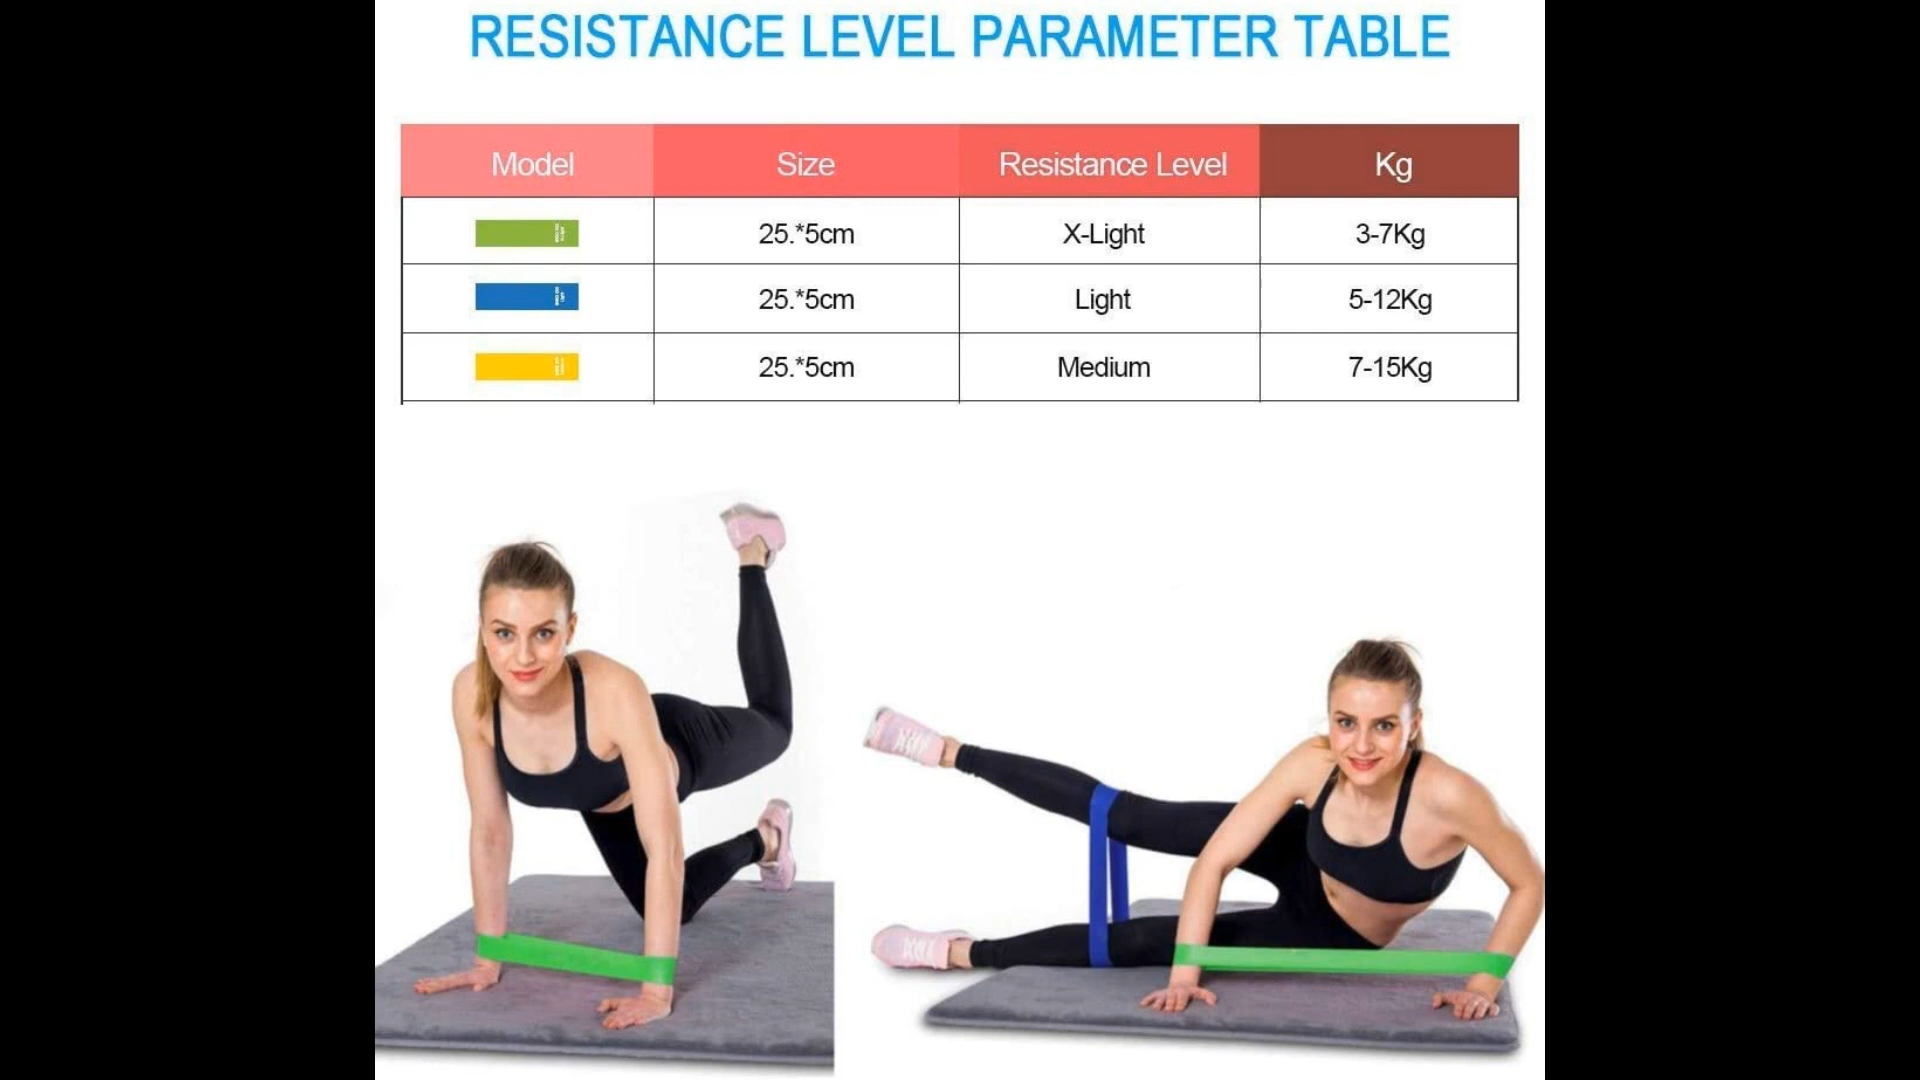 RESISTANCE LEVEL PARAMETER TABLE
Model Size Resistance Level Kg
25.*5cm X-Light 3-7Kg
25.*5cm Light 5-12Kg
25.*5cm Medium 7-15Kg